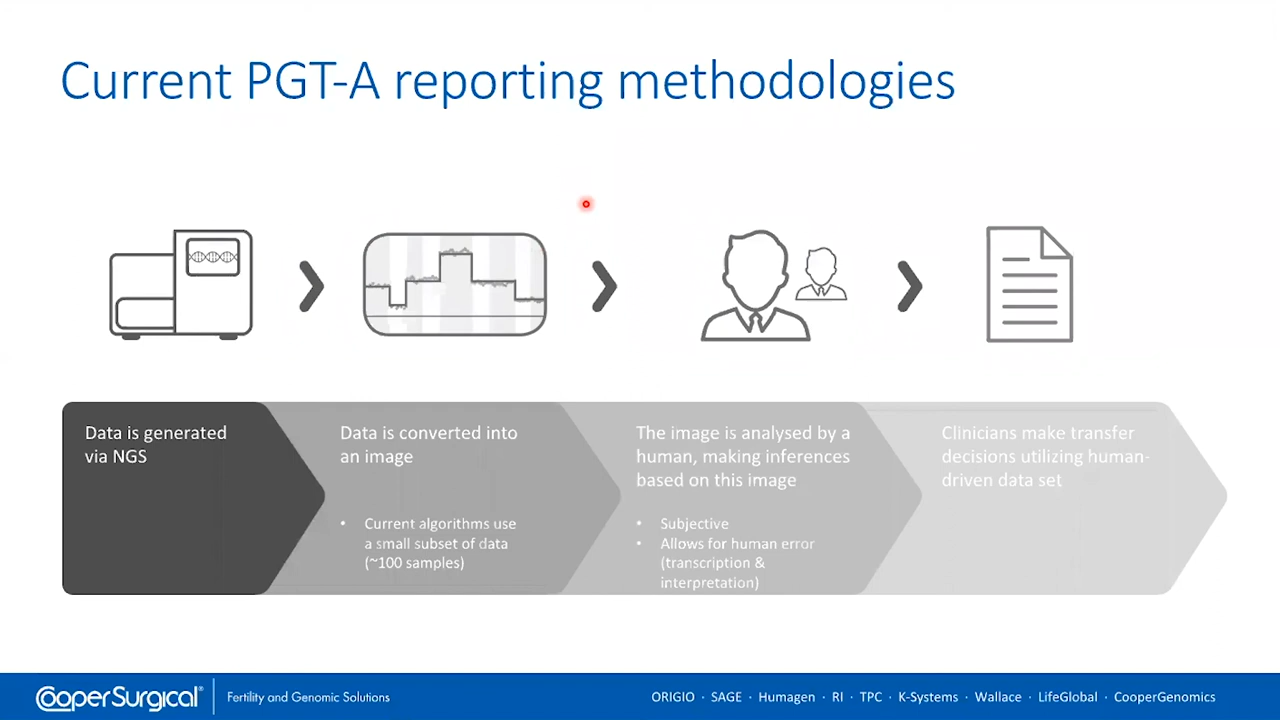 Current PGT-A reporting methodologies
Data is generated
via NGS
Data is converted into
an image
• Current algorithms use
a small subset of data
(~100 samples)
The image is analysed by a
human, making inferences
based on this image
• Subjective
• Allows for human error
(transcription &
interpretation)
Clinicians make transfer
decisions utilizing human-
driven data set
CooperSurgical® Fertility and Genomic Solutions
ORIGIO · SAGE · Humagen · RI · TPC · K-Systems · Wallace · LifeGlobal · CooperGenomics